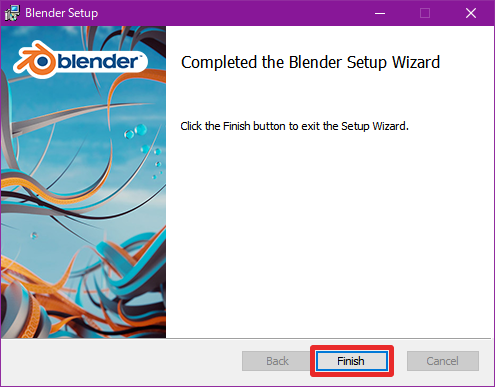 Blender Setup
blender
Completed the Blender Setup Wizard
Click the Finish button to exit the Setup Wizard.
Back
Finish
Cancel